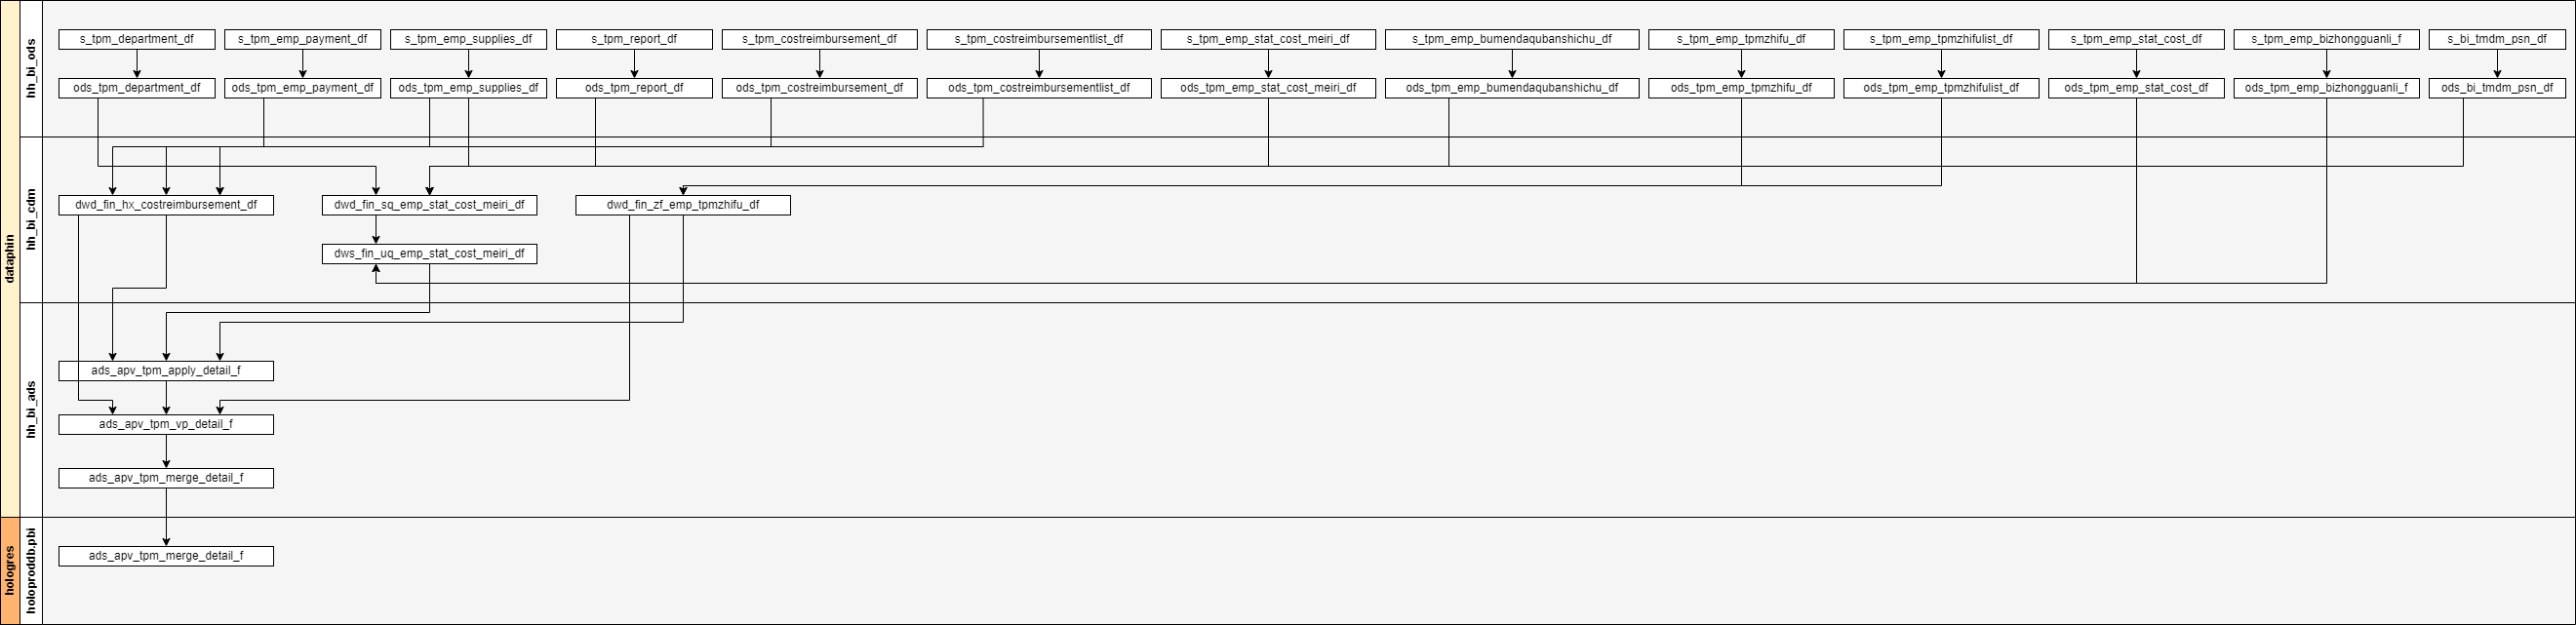 dataphin
hh_bi_ods
s_tpm_department_df
s_tpm_emp_payment_df
s_tpm_emp_supplies_df
s_tpm_report_df
s_tpm_costreimbursement_df
s_tpm_costreimbursementlist_df
s_tpm_emp_stat_cost_meiri_df
s_tpm_emp_bumendaqubanshichu_df
s_tpm_emp_tpmzhifu_df
s_tpm_emp_tpmzhifulist_df
s_tpm_emp_stat_cost_df
s_tpm_emp_bizhongguanli_f
s_bi_tmdm_psn_df
ods_tpm_department_df
ods_tpm_emp_payment_df
ods_tpm_emp_supplies_df
ods_tpm_report_df
ods_tpm_costreimbursement_df
ods_tpm_costreimbursementlist_df
ods_tpm_emp_stat_cost_meiri_df
ods_tpm_emp_bumendaqubanshichu_df
ods_tpm_emp_tpmzhifu_df
ods_tpm_emp_tpmzhifulist_df
ods_tpm_emp_stat_cost_df
ods_tpm_emp_bizhongguanli_f
ods_bi_tmdm_psn_df
hh_bi_cdm
dwd_fin_hx_costreimbursement_df
dwd_fin_sq_emp_stat_cost_meiri_df
dwd_fin_zf_emp_tpmzhifu_df
dws_fin_uq_emp_stat_cost_meiri_df
hh_bi_ads
ads_apv_tpm_apply_detail_f
ads_apv_tpm_vp_detail_f
ads_apv_tpm_merge_detail_f
hologres
holoproddb.pbi
ads_apv_tpm_merge_detail_f